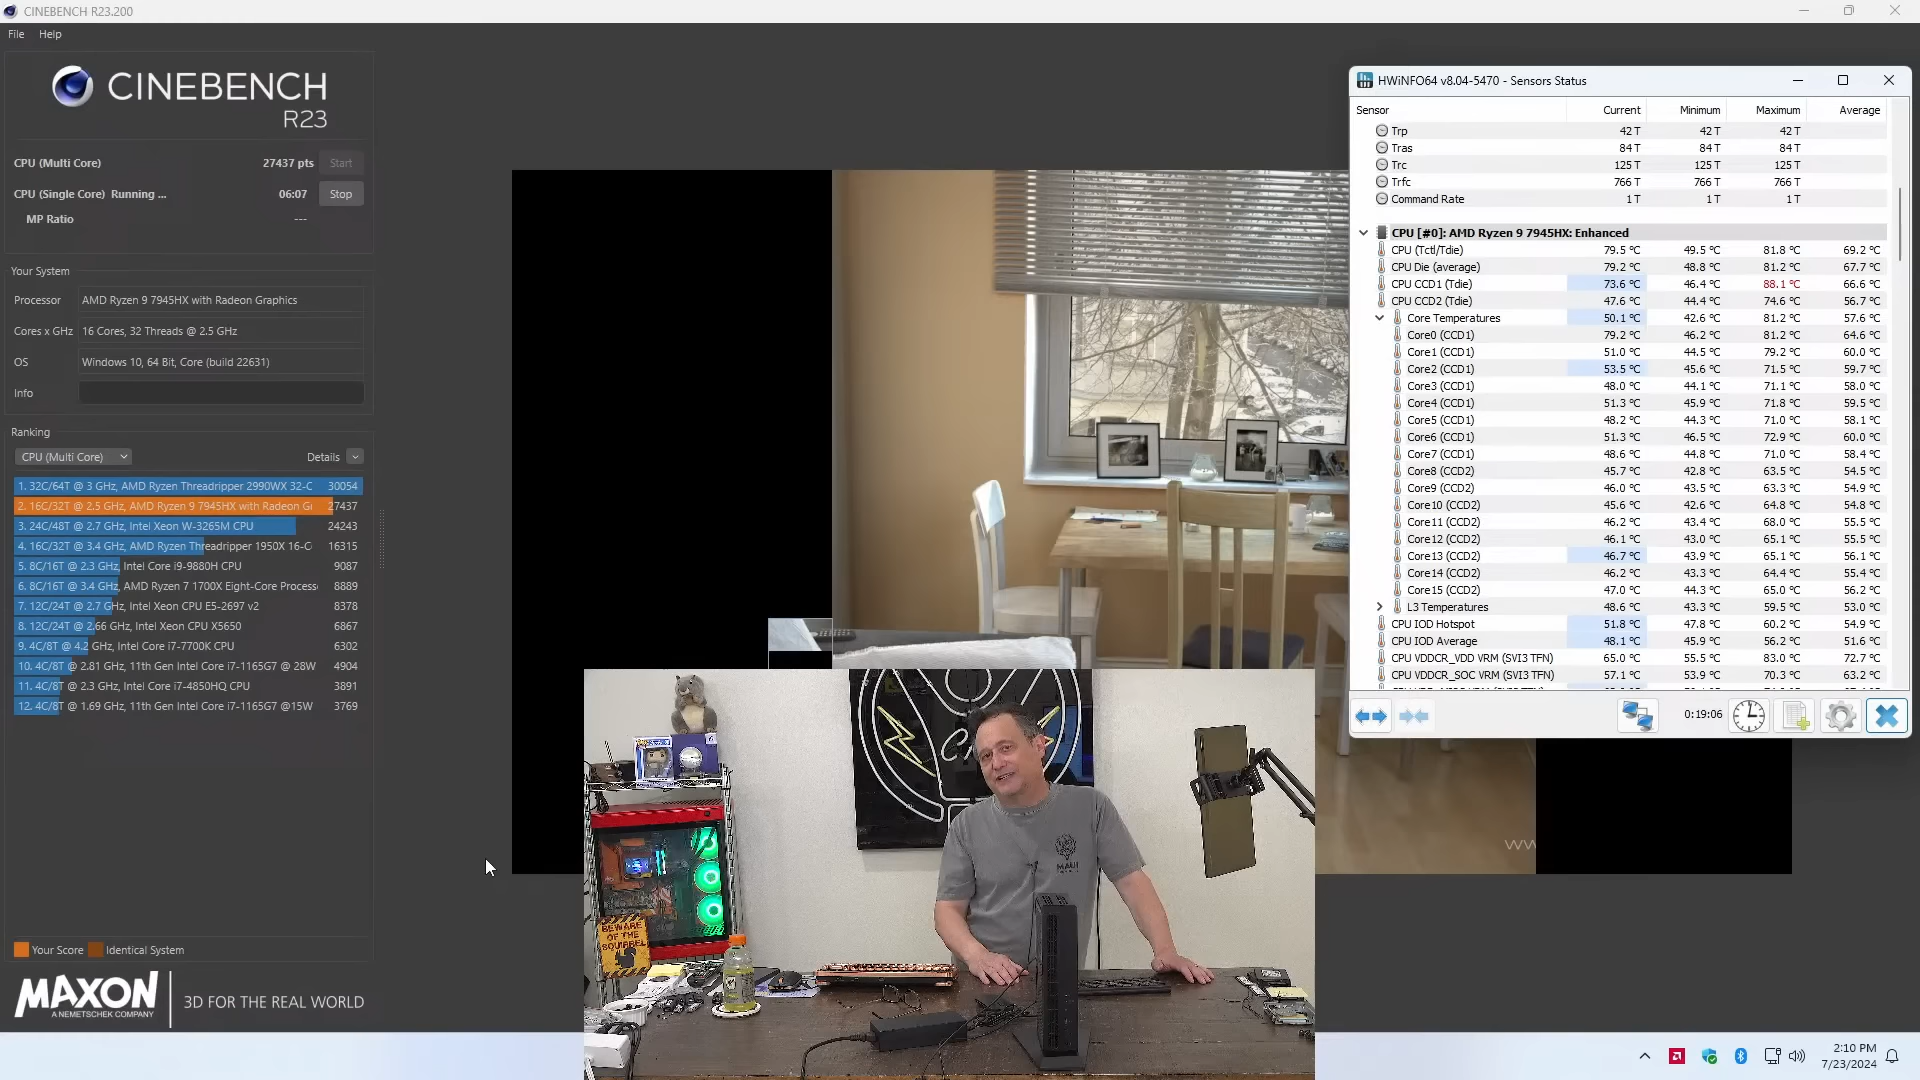 CINEBENCH R23.200
File Help
CINEBENCH
R23
CPU (Multi Core) 27437 pts Start
CPU (Single Core) Running ... 06:07 Stop
MP Ratio ---
Your System
Processor AMD Ryzen 9 7945HX with Radeon Graphics
Cores x GHz 16 Cores, 32 Threads @ 2.5 GHz
OS Windows 10, 64 Bit, Core (build 22631)
Info
Ranking
CPU (Multi Core) Details
1. 32C/64T @ 3 GHz, AMD Ryzen Threadripper 2990WX 32-C 30054
2. 16C/32T @ 2.5 GHz, AMD Ryzen 9 7945HX with Radeon Gr 27437
3. 24C/48T @ 2.7 GHz, Intel Xeon W-3265M CPU 24243
4. 16C/32T @ 3.4 GHz, AMD Ryzen Threadripper 1950X 16-C 16315
5. 8C/16T @ 2.3 GHz, Intel Core i9-9880H CPU 9087
6. 8C/16T @ 3.4 GHz, AMD Ryzen 7 1700X Eight-Core Process 8889
7. 12C/24T @ 2.7 GHz, Intel Xeon CPU E5-2697 v2 8378
8. 12C/24T @ 2.66 GHz, Intel Xeon CPU X5650 6867
9. 4C/8T @ 4.2 GHz, Intel Core i7-7700K CPU 6302
10. 4C/8T @ 2.81 GHz, 11th Gen Intel Core i7-1165G7 @ 28W 4904
11. 4C/8T @ 2.3 GHz, Intel Core i7-4850HQ CPU 3891
12. 4C/8T @ 1.69 GHz, 11th Gen Intel Core i7-1165G7 @15W 3769
Your Score Identical System
MAXON
A NEMETSCHEK COMPANY
3D FOR THE REAL WORLD
HWiNFO64 v8.04-5470 - Sensors Status
Sensor Current Minimum Maximum Average
Trp 42 T 42 T 42 T
Tras 84 T 84 T 84 T
Trc 125 T 125 T 125 T
Trfc 766 T 766 T 766 T
Command Rate 1 T 1 T 1 T
CPU [#0]: AMD Ryzen 9 7945HX: Enhanced
CPU (Tctl/Tdie) 79.5 °C 49.5 °C 81.8 °C 69.2 °C
CPU Die (average) 79.2 °C 48.8 °C 81.2 °C 67.7 °C
CPU CCD1 (Tdie) 73.6 °C 46.4 °C 88.1 °C 66.6 °C
CPU CCD2 (Tdie) 47.6 °C 44.4 °C 74.6 °C 56.7 °C
Core Temperatures 50.1 °C 42.6 °C 81.2 °C 57.6 °C
Core0 (CCD1) 79.2 °C 46.2 °C 81.2 °C 64.6 °C
Core1 (CCD1) 51.0 °C 44.5 °C 79.2 °C 60.0 °C
Core2 (CCD1) 53.5 °C 45.6 °C 71.5 °C 59.7 °C
Core3 (CCD1) 48.0 °C 44.1 °C 71.1 °C 58.0 °C
Core4 (CCD1) 51.3 °C 45.9 °C 71.8 °C 59.5 °C
Core5 (CCD1) 48.2 °C 44.3 °C 71.0 °C 58.1 °C
Core6 (CCD1) 51.3 °C 46.5 °C 72.9 °C 60.0 °C
Core7 (CCD1) 48.6 °C 44.8 °C 71.0 °C 58.4 °C
Core8 (CCD2) 45.7 °C 42.8 °C 63.5 °C 54.5 °C
Core9 (CCD2) 46.0 °C 43.5 °C 63.3 °C 54.9 °C
Core10 (CCD2) 45.6 °C 42.6 °C 64.8 °C 54.8 °C
Core11 (CCD2) 46.2 °C 43.4 °C 68.0 °C 55.5 °C
Core12 (CCD2) 46.1 °C 43.0 °C 65.1 °C 55.5 °C
Core13 (CCD2) 46.7 °C 43.9 °C 65.1 °C 56.1 °C
Core14 (CCD2) 46.2 °C 43.3 °C 64.4 °C 55.4 °C
Core15 (CCD2) 47.0 °C 44.3 °C 65.0 °C 56.2 °C
L3 Temperatures 48.6 °C 43.3 °C 59.5 °C 53.0 °C
CPU IOD Hotspot 51.8 °C 47.8 °C 60.2 °C 54.9 °C
CPU IOD Average 48.1 °C 45.9 °C 56.2 °C 51.6 °C
CPU VDDCR_VDD VRM (SVI3 TFN) 65.0 °C 55.5 °C 83.0 °C 72.7 °C
CPU VDDCR_SOC VRM (SVI3 TFN) 57.1 °C 53.9 °C 70.3 °C 63.2 °C
0:19:06
BEWARE
OF THE
SQUIRREL
MAUI
2:10 PM
7/23/2024